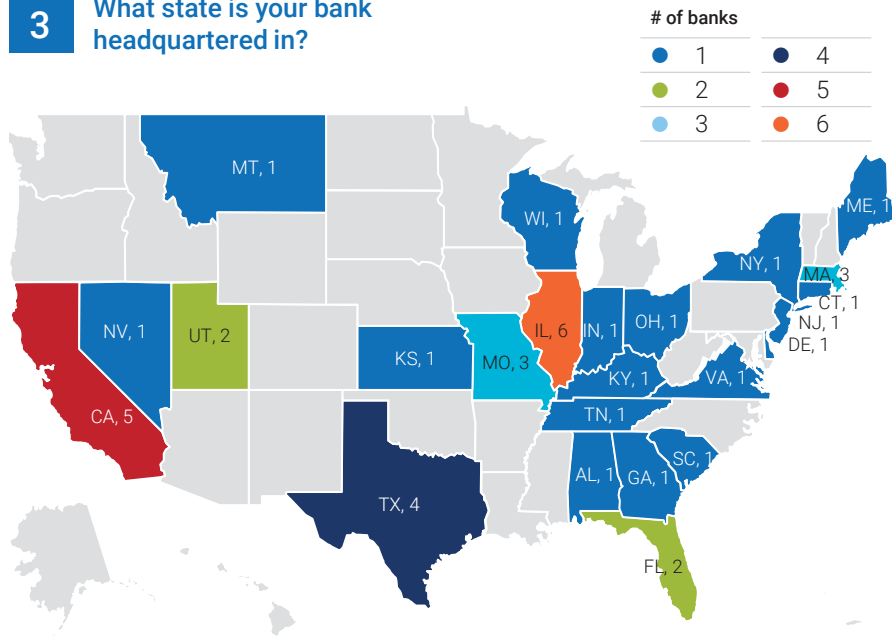 3
What state is your bank
headquartered in?
# of banks
1 4
2 5
3 6
MT, 1
WI, 1
ME, 1
NY, 1
MA, 3
CT, 1
NJ, 1
DE, 1
NV, 1
UT, 2
IL, 6
IN, 1
OH, 1
KS, 1
MO, 3
KY, 1
VA, 1
CA, 5
TN, 1
SC, 1
AL, 1
GA, 1
TX, 4
FL, 2